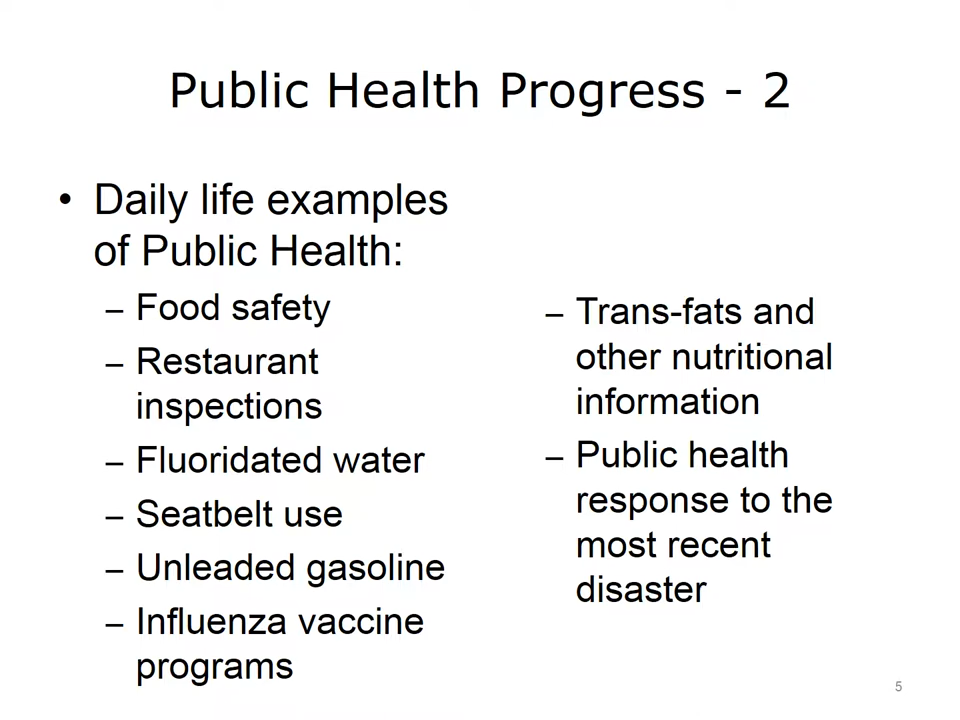 Public Health Progress - 2
• Daily life examples
of Public Health:
– Food safety
– Restaurant
inspections
– Fluoridated water
– Seatbelt use
– Unleaded gasoline
– Influenza vaccine
programs
– Trans-fats and
other nutritional
information
– Public health
response to the
most recent
disaster
5